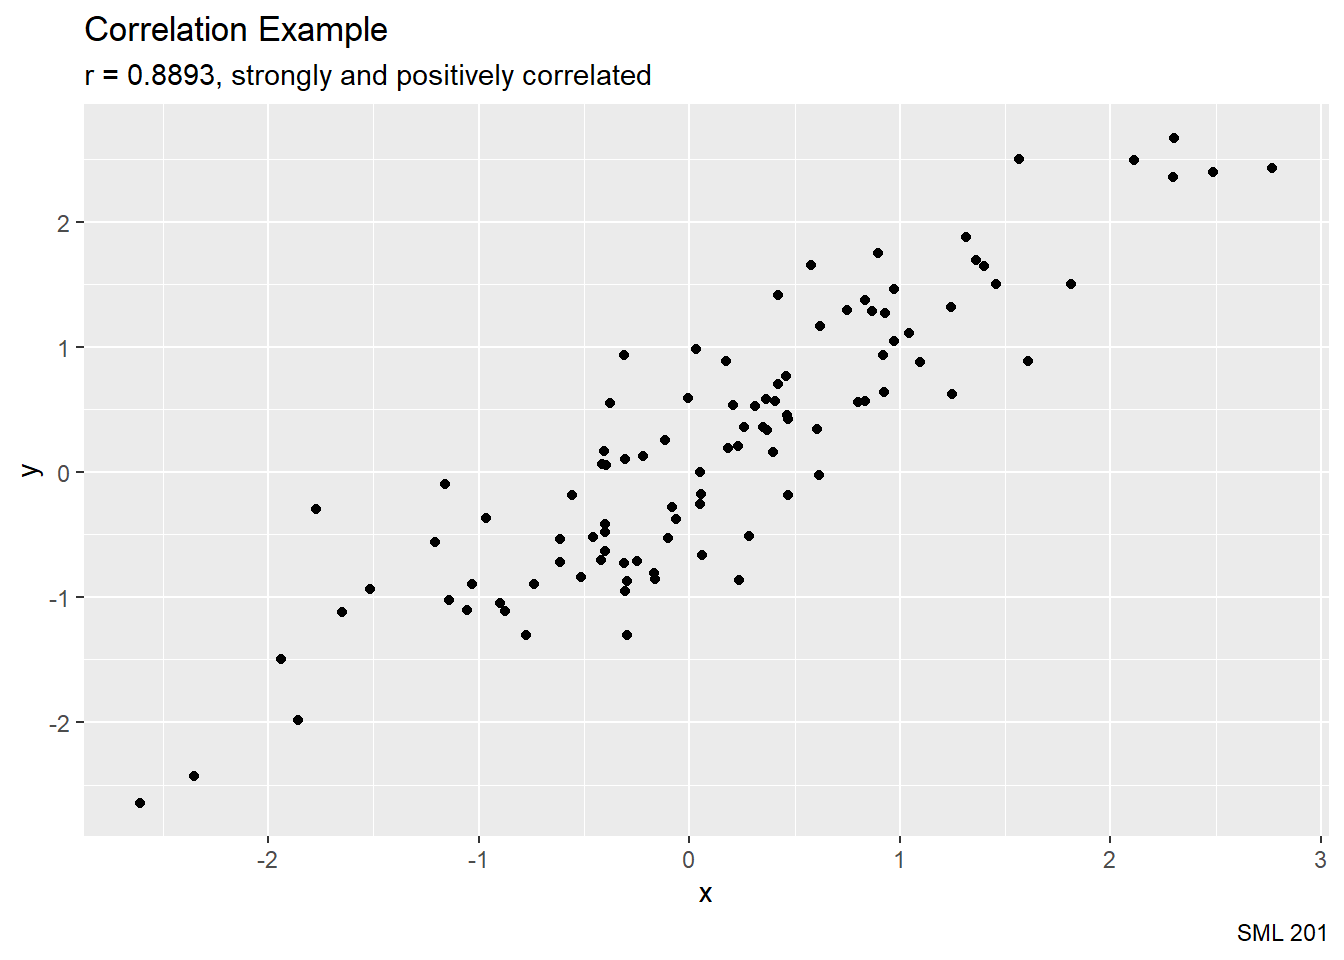 Correlation Example
r = 0.8893, strongly and positively correlated
y
2
1
0
-1
-2
-2 -1 0 1 2 3
x
SML 201